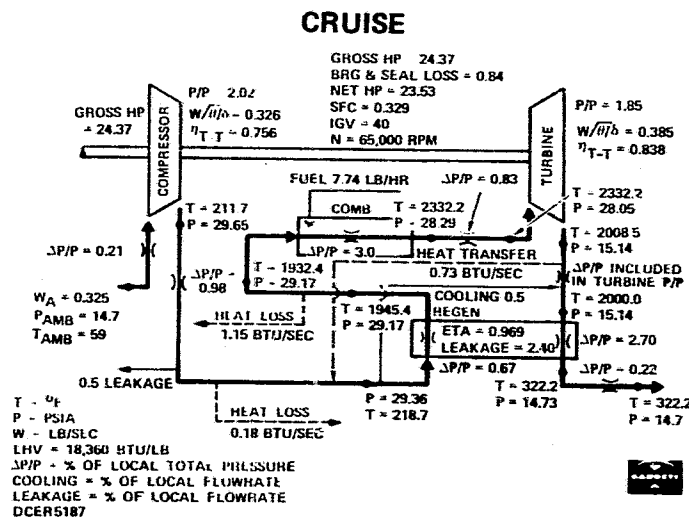 CRUISE
GROSS HP 24.37
BRG & SEAL LOSS = 0.84
NET HP = 23.53
SFC = 0.329
IGV = 40
N = 65,000 RPM
P/P 2.02
W√θ/δ - 0.326
ηT-T = 0.756
GROSS HP
= 24.37
COMPRESSOR
TURBINE
P/P = 1.85
W√θ/δ = 0.385
ηT-T = 0.838
FUEL 7.74 LB/HR
ΔP/P = 0.83
T = 2332.2
P = 28.05
COMB
T = 2332.2
P = 28.29
T = 211.7
P = 29.65
T = 2008.5
P = 15.14
ΔP/P = 0.21
ΔP/P = 3.0
HEAT TRANSFER
0.73 BTU/SEC
ΔP/P -
0.98
T = 1932.4
P = 29.17
ΔP/P INCLUDED
IN TURBINE P/P
T = 2000.0
P = 15.14
WA = 0.325
PAMB = 14.7
TAMB = 59
T = 1945.4
P = 29.17
COOLING 0.5
REGEN
ETA = 0.969
LEAKAGE = 2.40
HEAT LOSS
1.15 BTU/SEC
ΔP/P = 2.70
ΔP/P = 0.67
ΔP/P = 0.22
0.5 LEAKAGE
T = 322.2
P = 14.73
T = 322.2
P = 14.7
P = 29.36
T = 218.7
HEAT LOSS
0.18 BTU/SEC
T - °F
P - PSIA
W - LB/SEC
LHV = 18,360 BTU/LB
ΔP/P - % OF LOCAL TOTAL PRESSURE
COOLING = % OF LOCAL FLOWRATE
LEAKAGE = % OF LOCAL FLOWRATE
DCER5187
GARRETT